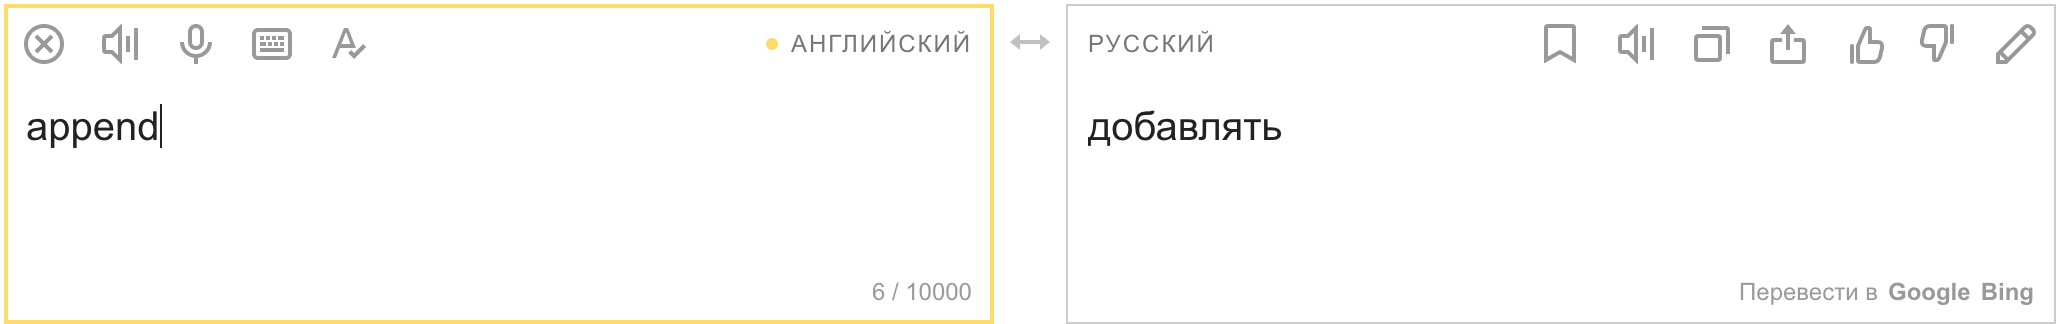 АНГЛИЙСКИЙ
append
6 / 10000
РУССКИЙ
добавлять
Перевести в Google Bing